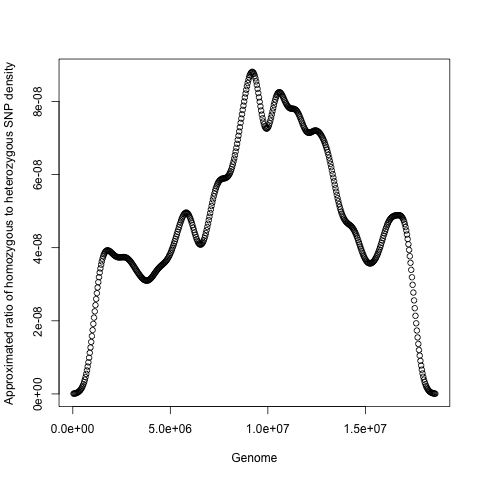 Approximated ratio of homozygous to heterozygous SNP density
8e-08
6e-08
4e-08
2e-08
0e+00
0.0e+00 5.0e+06 1.0e+07 1.5e+07
Genome